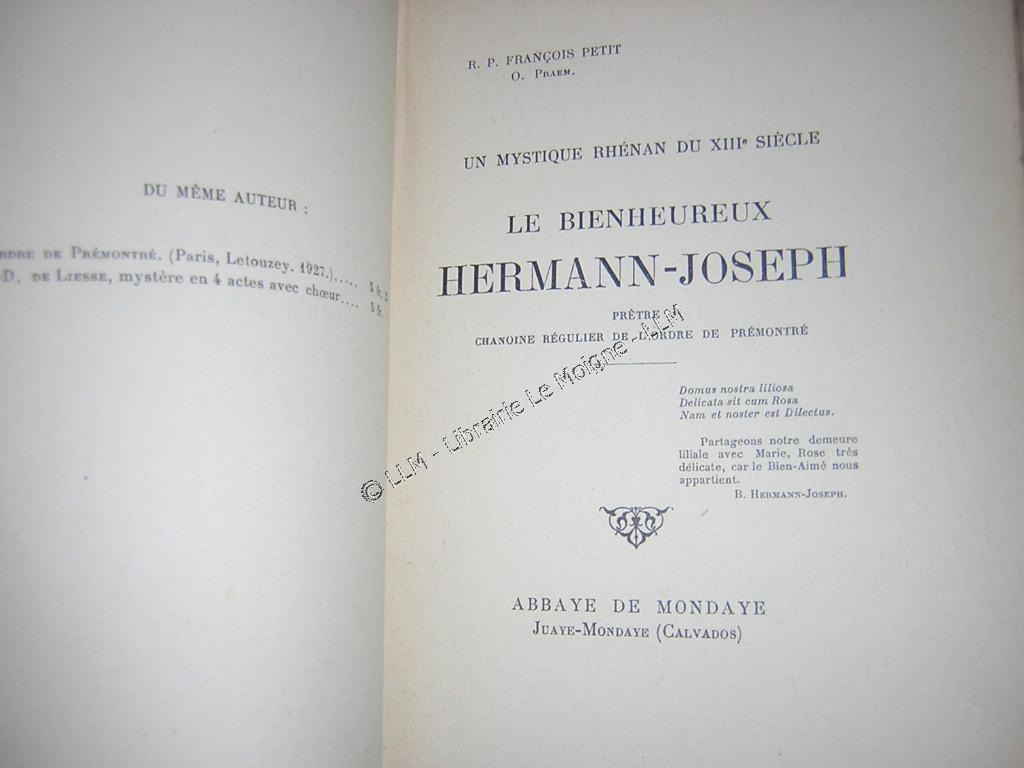 DU MÊME AUTEUR :
DE PRÉMONTRÉ. (Paris, Letouzey. 1927.).....
DE LIESSE, mystère en 4 actes avec chœur.... 5 fr.
R. P. FRANÇOIS PETIT
O. PRAEM.
UN MYSTIQUE RHÉNAN DU XIIIe SIÈCLE
LE BIENHEUREUX
HERMANN-JOSEPH
PRÊTRE
CHANOINE RÉGULIER DE L'ORDRE DE PRÉMONTRÉ
Domus nostra liliosa
Delicata sit cum Rosa
Nam et noster est Dilectus.
Partageons notre demeure
liliale avec Marie, Rose très
délicate, car le Bien-Aimé nous
appartient.
B. HERMANN-JOSEPH.
ABBAYE DE MONDAYE
JUAYE-MONDAYE (CALVADOS)
© LLM - Librairie Le Moigne - LLM